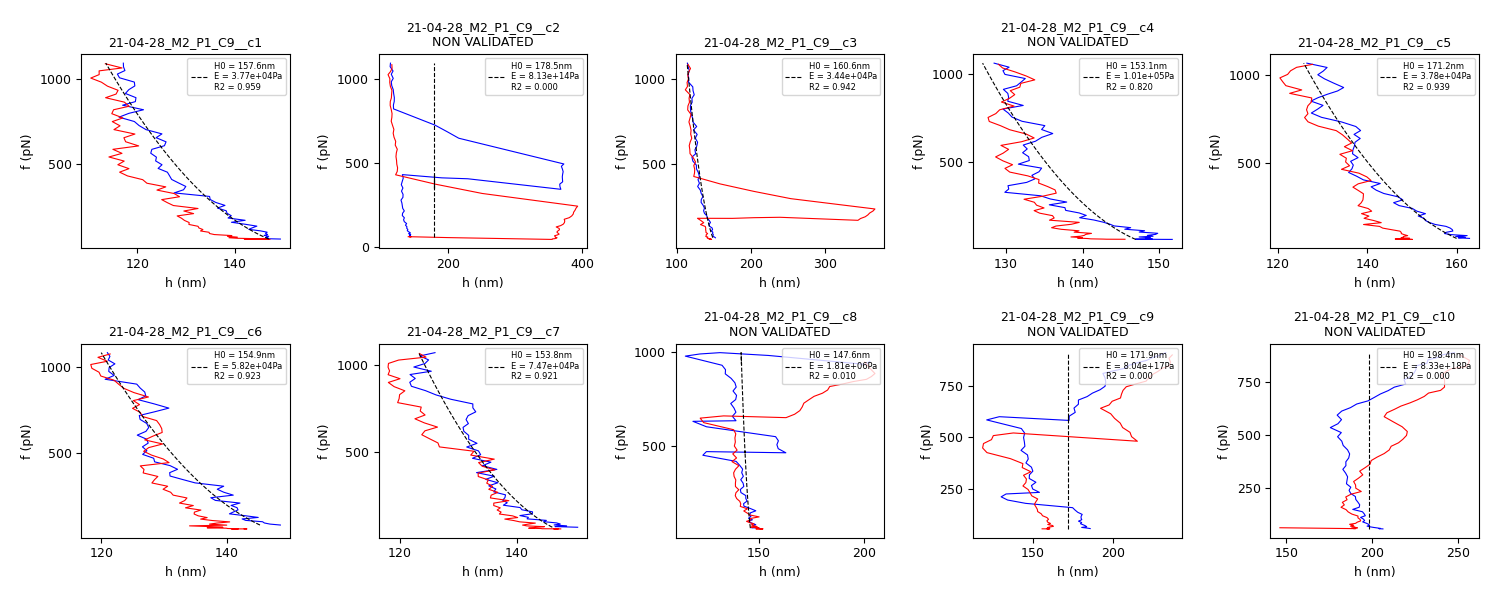 21-04-28_M2_P1_C9__c1
H0 = 157.6nm
E = 3.77e+04Pa
R2 = 0.959
1000
500
f (pN)
120
140
h (nm)
21-04-28_M2_P1_C9__c2
NON VALIDATED
H0 = 178.5nm
E = 8.13e+14Pa
R2 = 0.000
1000
500
0
f (pN)
200
400
h (nm)
21-04-28_M2_P1_C9__c3
H0 = 160.6nm
E = 3.44e+04Pa
R2 = 0.942
1000
500
f (pN)
100
200
300
h (nm)
21-04-28_M2_P1_C9__c4
NON VALIDATED
H0 = 153.1nm
E = 1.01e+05Pa
R2 = 0.820
1000
500
f (pN)
130
140
150
h (nm)
21-04-28_M2_P1_C9__c5
H0 = 171.2nm
E = 3.78e+04Pa
R2 = 0.939
1000
500
f (pN)
120
140
160
h (nm)
21-04-28_M2_P1_C9__c6
H0 = 154.9nm
E = 5.82e+04Pa
R2 = 0.923
1000
500
f (pN)
120
140
h (nm)
21-04-28_M2_P1_C9__c7
H0 = 153.8nm
E = 7.47e+04Pa
R2 = 0.921
1000
500
f (pN)
120
140
h (nm)
21-04-28_M2_P1_C9__c8
NON VALIDATED
H0 = 147.6nm
E = 1.81e+06Pa
R2 = 0.010
1000
500
f (pN)
150
200
h (nm)
21-04-28_M2_P1_C9__c9
NON VALIDATED
H0 = 171.9nm
E = 8.04e+17Pa
R2 = 0.000
750
500
250
f (pN)
150
200
h (nm)
21-04-28_M2_P1_C9__c10
NON VALIDATED
H0 = 198.4nm
E = 8.33e+18Pa
R2 = 0.000
750
500
250
f (pN)
150
200
250
h (nm)